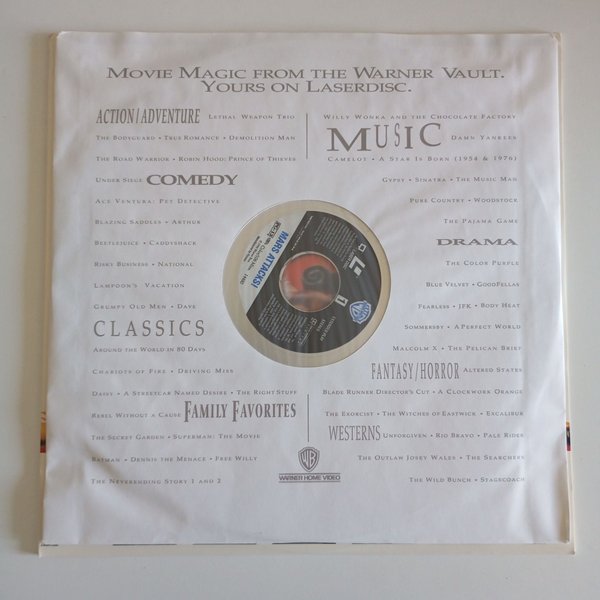 MOVIE MAGIC FROM THE WARNER VAULT.
YOURS ON LASERDISC.
ACTION/ADVENTURE LETHAL WEAPON TRIO
THE BODYGUARD • TRUE ROMANCE • DEMOLITION MAN
THE ROAD WARRIOR • ROBIN HOOD: PRINCE OF THIEVES
UNDER SIEGE COMEDY
ACE VENTURA: PET DETECTIVE
BLAZING SADDLES • ARTHUR
BEETLEJUICE • CADDYSHACK
RISKY BUSINESS • NATIONAL
LAMPOON'S VACATION
GRUMPY OLD MEN • DAVE
CLASSICS
AROUND THE WORLD IN 80 DAYS
CHARIOTS OF FIRE • DRIVING MISS
DAISY • A STREETCAR NAMED DESIRE • THE RIGHT STUFF
REBEL WITHOUT A CAUSE FAMILY FAVORITES
THE SECRET GARDEN • SUPERMAN: THE MOVIE
BATMAN • DENNIS THE MENACE • FREE WILLY
THE NEVERENDING STORY 1 AND 2
WILLY WONKA AND THE CHOCOLATE FACTORY
MUSIC DAMN YANKEES
CAMELOT • A STAR IS BORN (1954 & 1976)
GYPSY • SINATRA • THE MUSIC MAN
PURE COUNTRY • WOODSTOCK
THE PAJAMA GAME
DRAMA
THE COLOR PURPLE
BLUE VELVET • GOODFELLAS
FEARLESS • JFK • BODY HEAT
SOMMERSBY • A PERFECT WORLD
MALCOLM X • THE PELICAN BRIEF
FANTASY/HORROR ALTERED STATES
BLADE RUNNER DIRECTOR'S CUT • A CLOCKWORK ORANGE
THE EXORCIST • THE WITCHES OF EASTWICK • EXCALIBUR
WESTERNS UNFORGIVEN • RIO BRAVO • PALE RIDER
THE OUTLAW JOSEY WALES • THE SEARCHERS
THE WILD BUNCH • STAGECOACH
WB
WARNER HOME VIDEO
MARS ATTACKS!